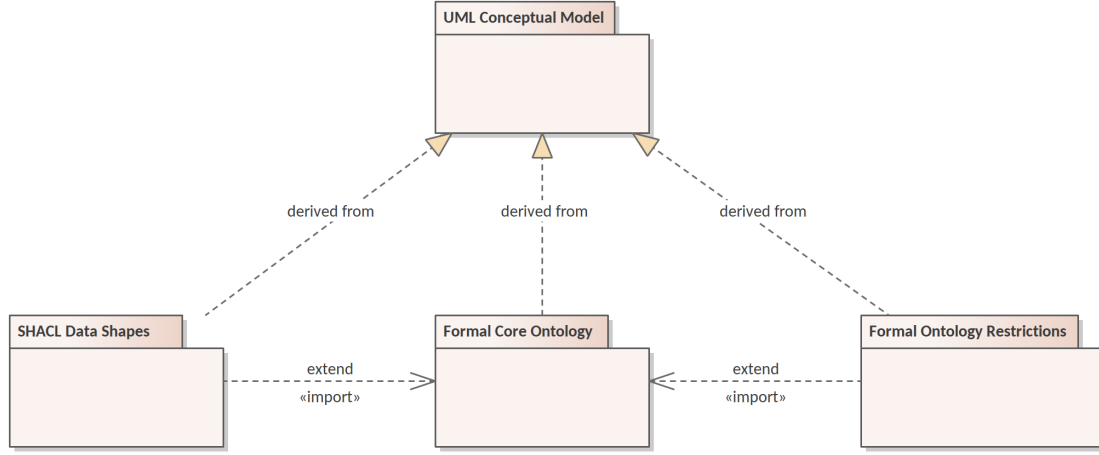 UML Conceptual Model
derived from
derived from
derived from
SHACL Data Shapes
Formal Core Ontology
Formal Ontology Restrictions
extend
«import»
extend
«import»